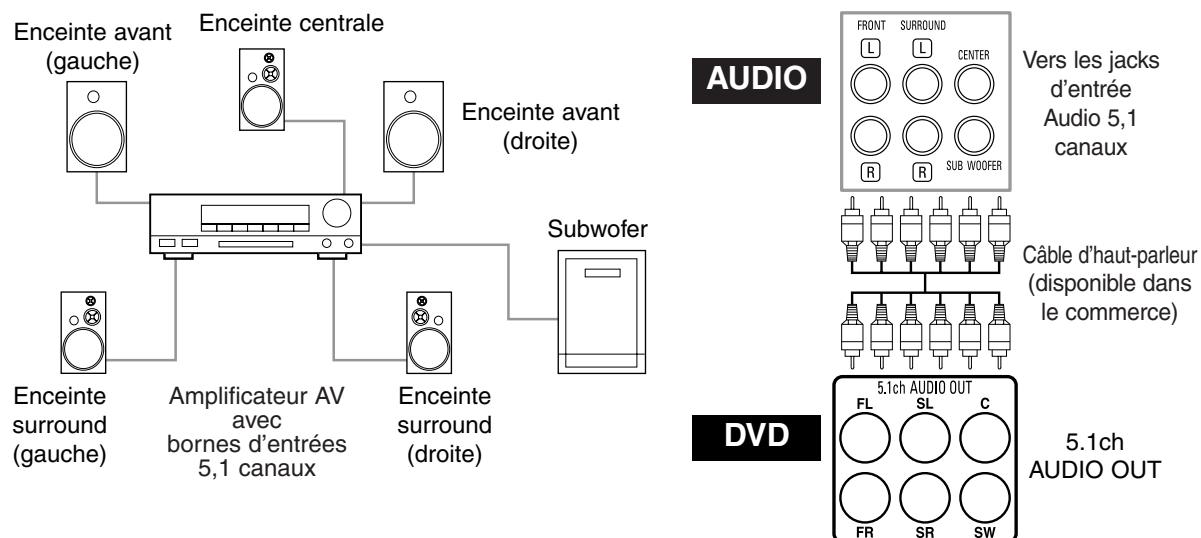 Enceinte avant
(gauche)
Enceinte centrale
Enceinte avant
(droite)
Subwofer
Enceinte
surround
(gauche)
Amplificateur AV
avec
bornes d'entrées
5,1 canaux
Enceinte
surround
(droite)
AUDIO
FRONT SURROUND
L L CENTER
R R SUB WOOFER
Vers les jacks
d'entrée
Audio 5,1
canaux
Câble d'haut-parleur
(disponible dans
le commerce)
DVD
5.1ch AUDIO OUT
FL SL C
FR SR SW
5.1ch
AUDIO OUT